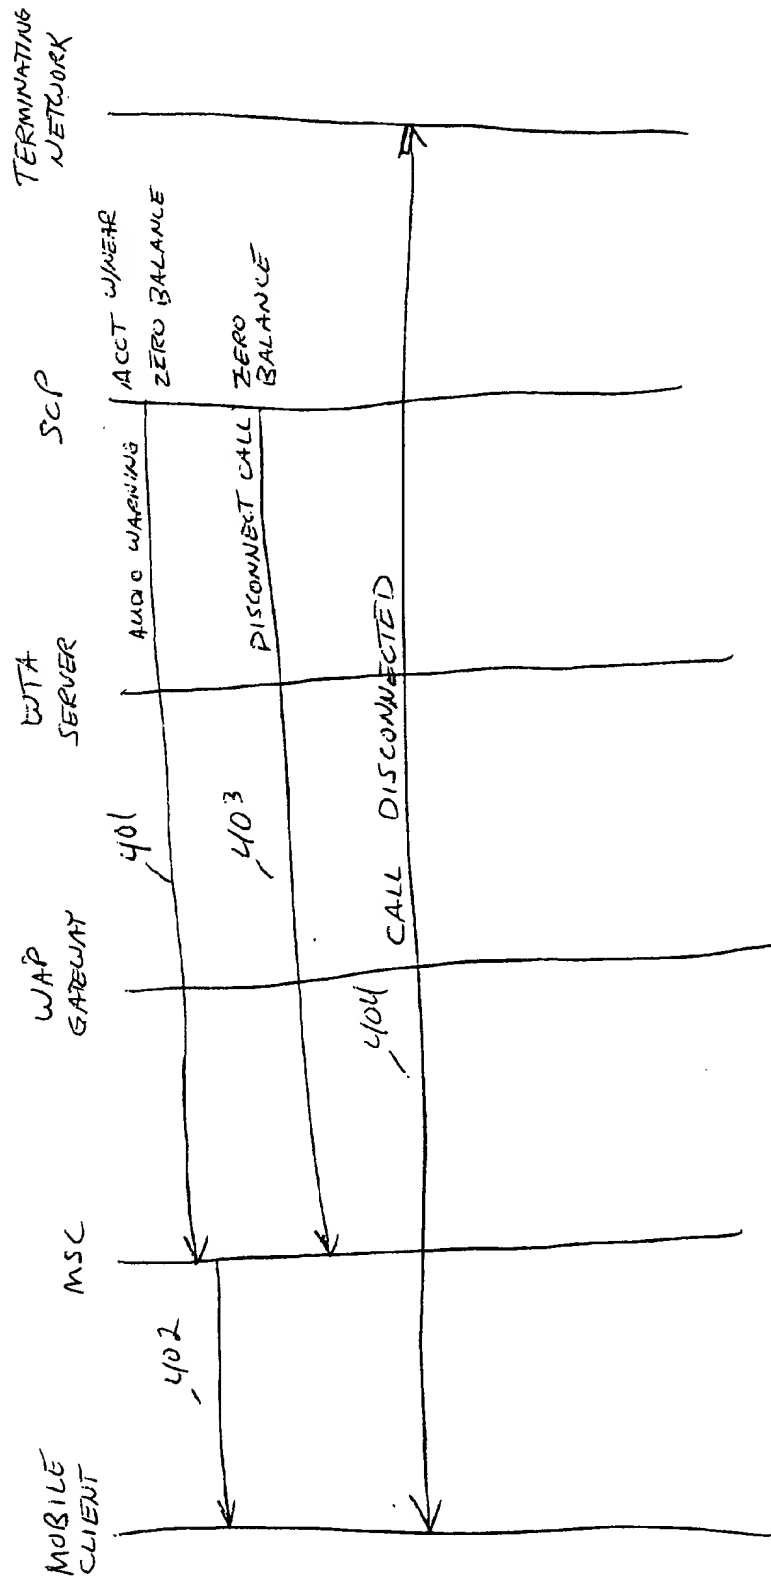 MOBILE
CLIENT
MSC
WAP
GATEWAY
WTA
SERVER
SCP
TERMINATING
NETWORK
ACCT W/NEAR
ZERO BALANCE
AUDIO WARNING
401
402
ZERO
BALANCE
DISCONNECT CALL
403
CALL DISCONNECTED
404